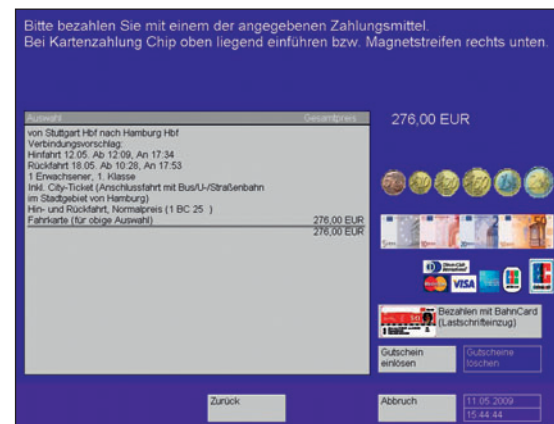 Bitte bezahlen Sie mit einem der angegebenen Zahlungsmittel.
Bei Kartenzahlung Chip oben liegend einführen bzw. Magnetstreifen rechts unten.
Auswahl Gesamtpreis
276,00 EUR
von Stuttgart Hbf nach Hamburg Hbf
Verbindungsvorschlag:
Hinfahrt 12.05. Ab 12:09, An 17:34
Rückfahrt 18.05. Ab 10:28, An 17:53
1 Erwachsener, 1. Klasse
Inkl. City-Ticket (Anschlussfahrt mit Bus/U-/Straßenbahn
im Stadtgebiet von Hamburg)
Hin- und Rückfahrt, Normalpreis (1 BC 25 )
Fahrkarte (für obige Auswahl) 276,00 EUR
276,00 EUR
VISA
Bezahlen mit BahnCard
(Lastschrifteinzug)
Gutschein
einlösen
Gutscheine
löschen
Zurück
Abbruch
11.05.2009
15:44:44